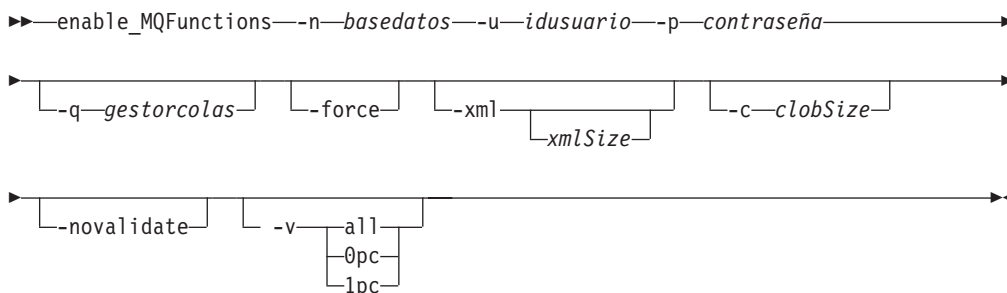 enable_MQFunctions -n basedatos -u idusuario -p contraseña
-q gestorcolas -force -xml -c clobSize
xmlSize
-novalidate -v all
0pc
1pc